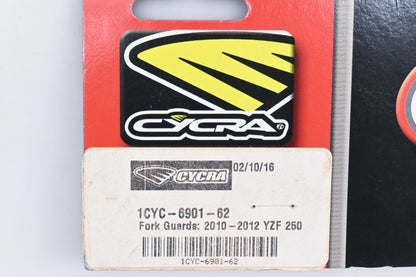 CYCRA
CYCRA 02/10/16
1CYC-6901-62
Fork Guards: 2010-2012 YZF 250
1CYC-6901-62